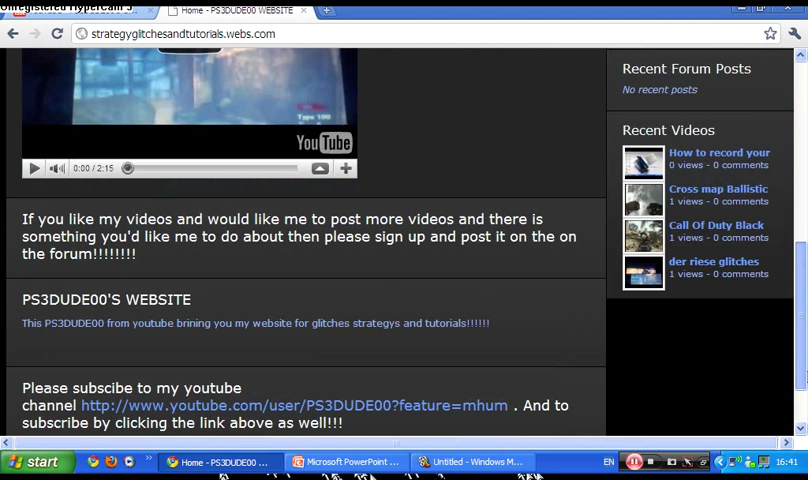 Home - PS3DUDE00 WEBSITE
strategyglitchesandtutorials.webs.com
Type 100
YouTube
0:00 / 2:15
Recent Forum Posts
No recent posts
Recent Videos
How to record your
0 views - 0 comments
Cross map Ballistic
1 views - 0 comments
Call Of Duty Black
1 views - 0 comments
der riese glitches
1 views - 0 comments
If you like my videos and would like me to post more videos and there is
something you'd like me to do about then please sign up and post it on the on
the forum!!!!!!!!
PS3DUDE00'S WEBSITE
This PS3DUDE00 from youtube brining you my website for glitches strategys and tutorials!!!!!!
Please subscibe to my youtube
channel http://www.youtube.com/user/PS3DUDE00?feature=mhum . And to
subscribe by clicking the link above as well!!!
start
Home - PS3DUDE00 ...
Microsoft PowerPoint ...
Untitled - Windows M...
EN
16:41